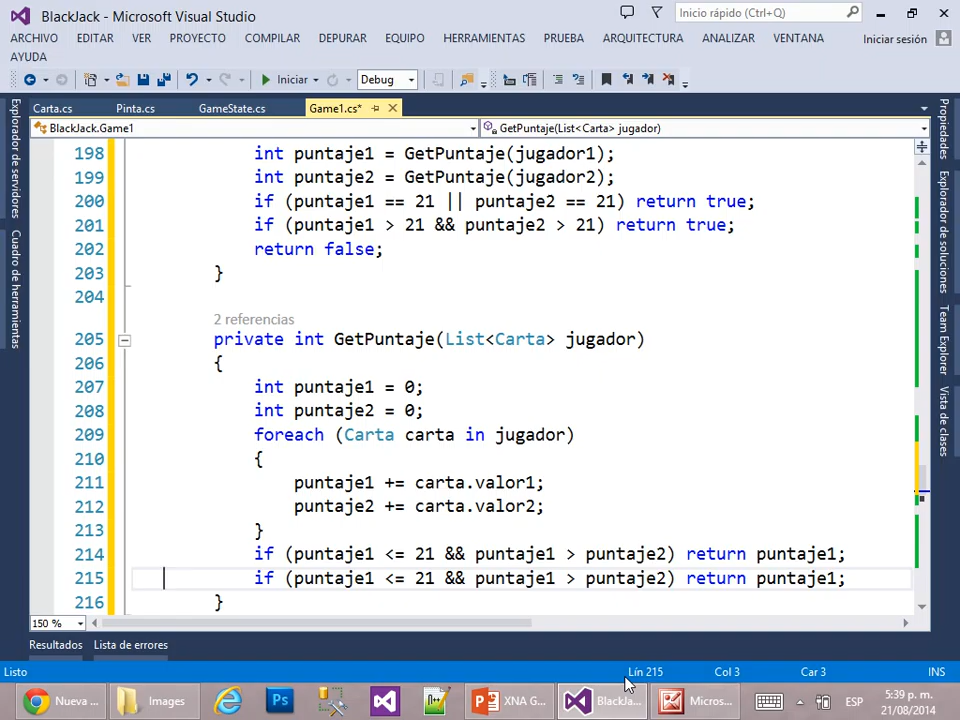 BlackJack - Microsoft Visual Studio
Inicio rápido (Ctrl+Q)
ARCHIVO EDITAR VER PROYECTO COMPILAR DEPURAR EQUIPO HERRAMIENTAS PRUEBA ARQUITECTURA ANALIZAR VENTANA Iniciar sesión
AYUDA
Iniciar Debug
Carta.cs Pinta.cs GameState.cs Game1.cs*
BlackJack.Game1 GetPuntaje(List<Carta> jugador)
Explorador de servidores
Cuadro de herramientas
198 int puntaje1 = GetPuntaje(jugador1);
199 int puntaje2 = GetPuntaje(jugador2);
200 if (puntaje1 == 21 || puntaje2 == 21) return true;
201 if (puntaje1 > 21 && puntaje2 > 21) return true;
202 return false;
203 }
204
2 referencias
205 private int GetPuntaje(List<Carta> jugador)
206 {
207 int puntaje1 = 0;
208 int puntaje2 = 0;
209 foreach (Carta carta in jugador)
210 {
211 puntaje1 += carta.valor1;
212 puntaje2 += carta.valor2;
213 }
214 if (puntaje1 <= 21 && puntaje1 > puntaje2) return puntaje1;
215 if (puntaje1 <= 21 && puntaje1 > puntaje2) return puntaje1;
216 }
Propiedades
Explorador de soluciones
Team Explorer
Vista de clases
150 %
Resultados Lista de errores
Listo Lín 215 Col 3 Car 3 INS
Nueva ... Images Ps XNA G... BlackJa... Micros... ESP 5:39 p. m.
21/08/2014